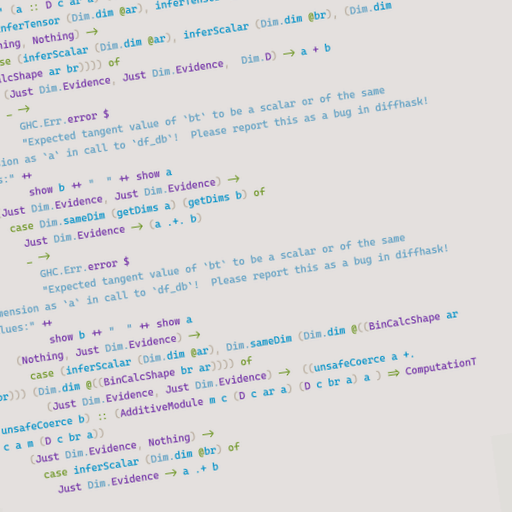 (a :: D c ar a)
inferTensor (Dim.dim @ar), inferTens
hing, Nothing) →
se (inferScalar (Dim.dim @ar), inferScalar (Dim.dim @br), (Dim.dim
alcShape ar br)))) of
(Just Dim.Evidence, Just Dim.Evidence, Dim.D) → a + b
_ →
GHC.Err.error $
"Expected tangent value of `bt` to be a scalar or of the same
sion as `a` in call to `df_db`! Please report this as a bug in diffhask!
s:" ++
show b ++ " " ++ show a
Just Dim.Evidence, Just Dim.Evidence) →
case Dim.sameDim (getDims a) (getDims b) of
Just Dim.Evidence → (a .+. b)
_ →
GHC.Err.error $
"Expected tangent value of `bt` to be a scalar or of the same
mension as `a` in call to `df_db`! Please report this as a bug in diffhask!
lues:" ++
show b ++ " " ++ show a
(Nothing, Just Dim.Evidence) →
case (inferScalar (Dim.dim @ar), Dim.sameDim (Dim.dim @((BinCalcShape ar
br))) (Dim.dim @((BinCalcShape br ar)))) of
(Just Dim.Evidence, Just Dim.Evidence) → ((unsafeCoerce a +.
unsafeCoerce b) :: (AdditiveModule m c (D c ar a) (D c br a) a ) ⇒ ComputationT
c a m (D c br a))
(Just Dim.Evidence, Nothing) →
case inferScalar (Dim.dim @br) of
Just Dim.Evidence → a .+ b